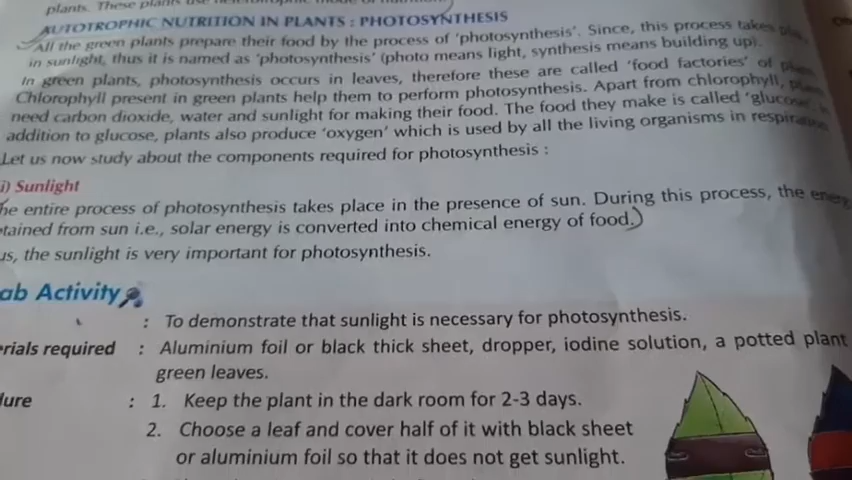 plants. These plants use
AUTOTROPHIC NUTRITION IN PLANTS : PHOTOSYNTHESIS
All the green plants prepare their food by the process of 'photosynthesis'. Since, this process takes
in sunlight, thus it is named as 'photosynthesis' (photo means light, synthesis means building up).
In green plants, photosynthesis occurs in leaves, therefore these are called 'food factories' of
Chlorophyll present in green plants help them to perform photosynthesis. Apart from chlorophyll,
need carbon dioxide, water and sunlight for making their food. The food they make is called 'glucose'
addition to glucose, plants also produce 'oxygen' which is used by all the living organisms in respiration
Let us now study about the components required for photosynthesis :
i) Sunlight
he entire process of photosynthesis takes place in the presence of sun. During this process, the energy
tained from sun i.e., solar energy is converted into chemical energy of food.
us, the sunlight is very important for photosynthesis.
ab Activity
: To demonstrate that sunlight is necessary for photosynthesis.
erials required : Aluminium foil or black thick sheet, dropper, iodine solution, a potted plant
green leaves.
dure : 1. Keep the plant in the dark room for 2-3 days.
2. Choose a leaf and cover half of it with black sheet
or aluminium foil so that it does not get sunlight.